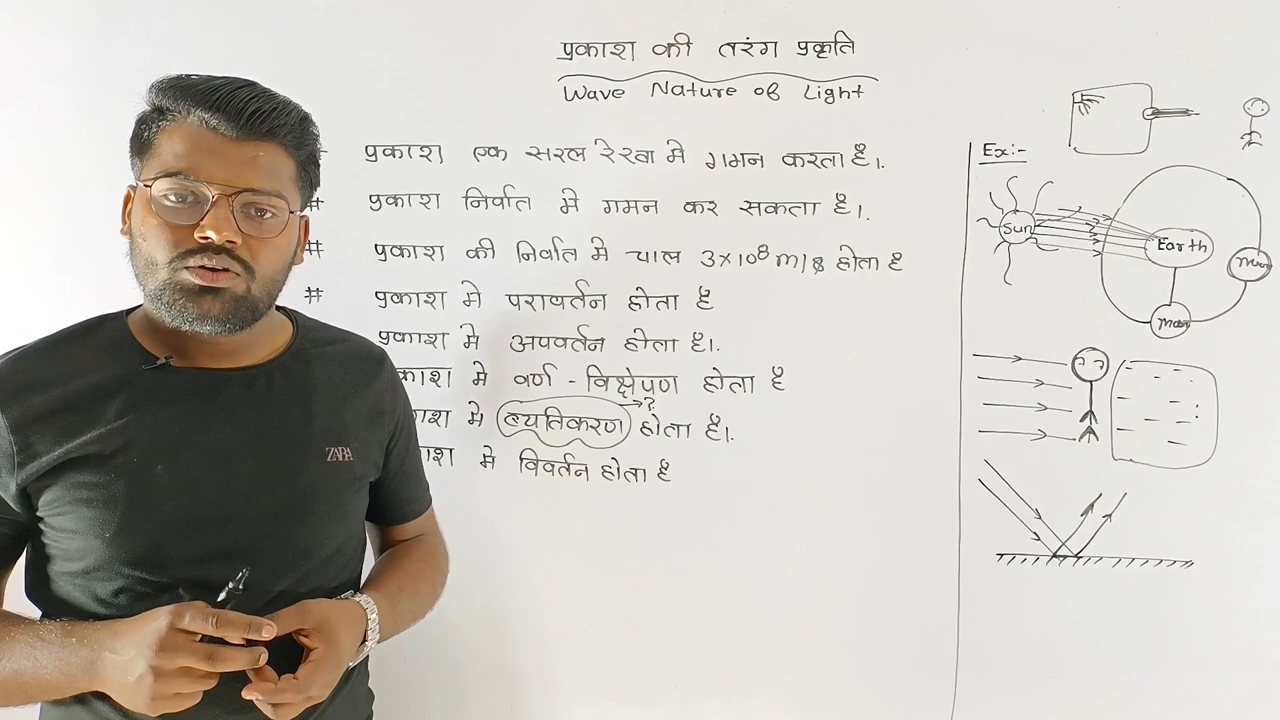 प्रकाश की तरंग प्रकृति
Wave Nature of Light
प्रकाश एक सरल रेखा मे गमन करता है।
# प्रकाश निर्वात मे गमन कर सकता है।
# प्रकाश की निर्वात मे चाल 3×10⁸ m/s होता है
# प्रकाश मे परावर्तन होता है
प्रकाश मे अपवर्तन होता है।
काश मे वर्ण - विक्षेपण होता है
ाश मे व्यतिकरण → ? होता है।
ाश मे विवर्तन होता है
Ex:-
Sun
Earth
Moon
Moon
ZARA